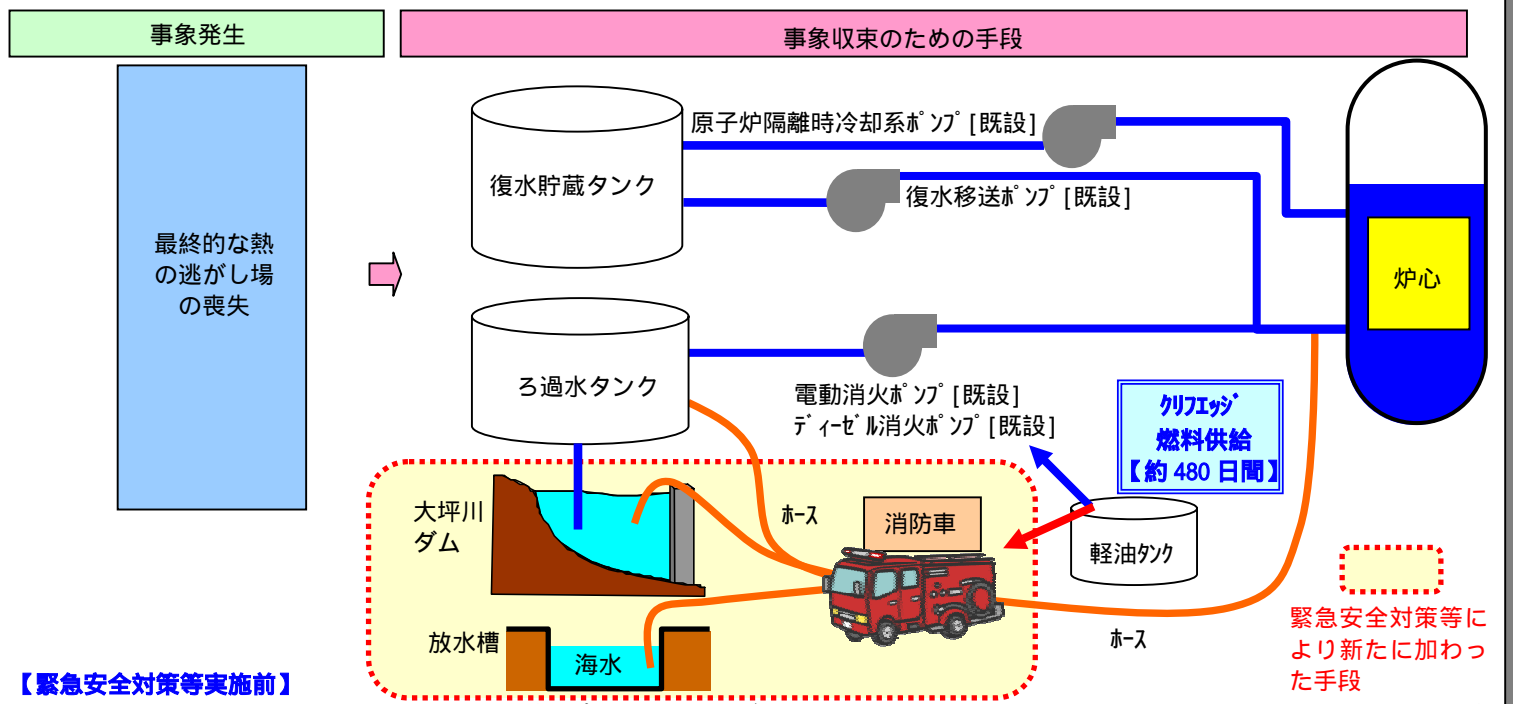 事象発生
事象収束のための手段
最終的な熱
の逃がし場
の喪失
復水貯蔵タンク
原子炉隔離時冷却系ﾎﾟﾝﾌﾟ[既設]
復水移送ﾎﾟﾝﾌﾟ[既設]
炉心
ろ過水タンク
電動消火ﾎﾟﾝﾌﾟ[既設]
ﾃﾞｨｰｾﾞﾙ消火ﾎﾟﾝﾌﾟ[既設]
ｸﾘﾌｴｯｼﾞ
燃料供給
【約480日間】
大坪川
ダム
ﾎｰｽ
消防車
軽油ﾀﾝｸ
放水槽
海水
ﾎｰｽ
緊急安全対策等に
より新たに加わっ
た手段
【緊急安全対策等実施前】